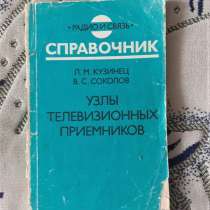 • РАДИО И СВЯЗЬ •
СПРАВОЧНИК
Л. М. КУЗИНЕЦ
В. С. СОКОЛОВ
УЗЛЫ
ТЕЛЕВИЗИОННЫХ
ПРИЕМНИКОВ